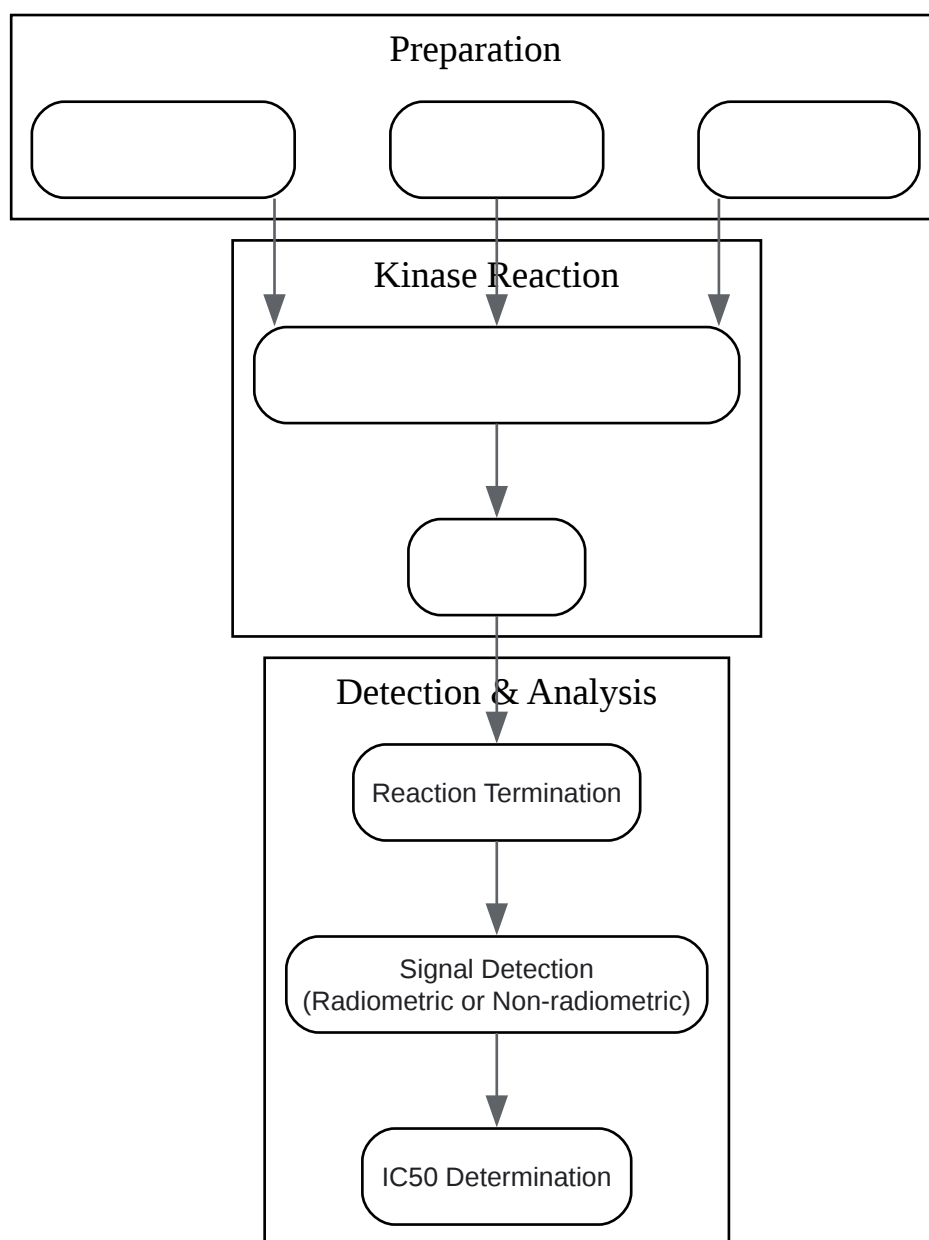 Preparation
Kinase Reaction
Detection & Analysis
Reaction Termination
Signal Detection
(Radiometric or Non-radiometric)
IC50 Determination